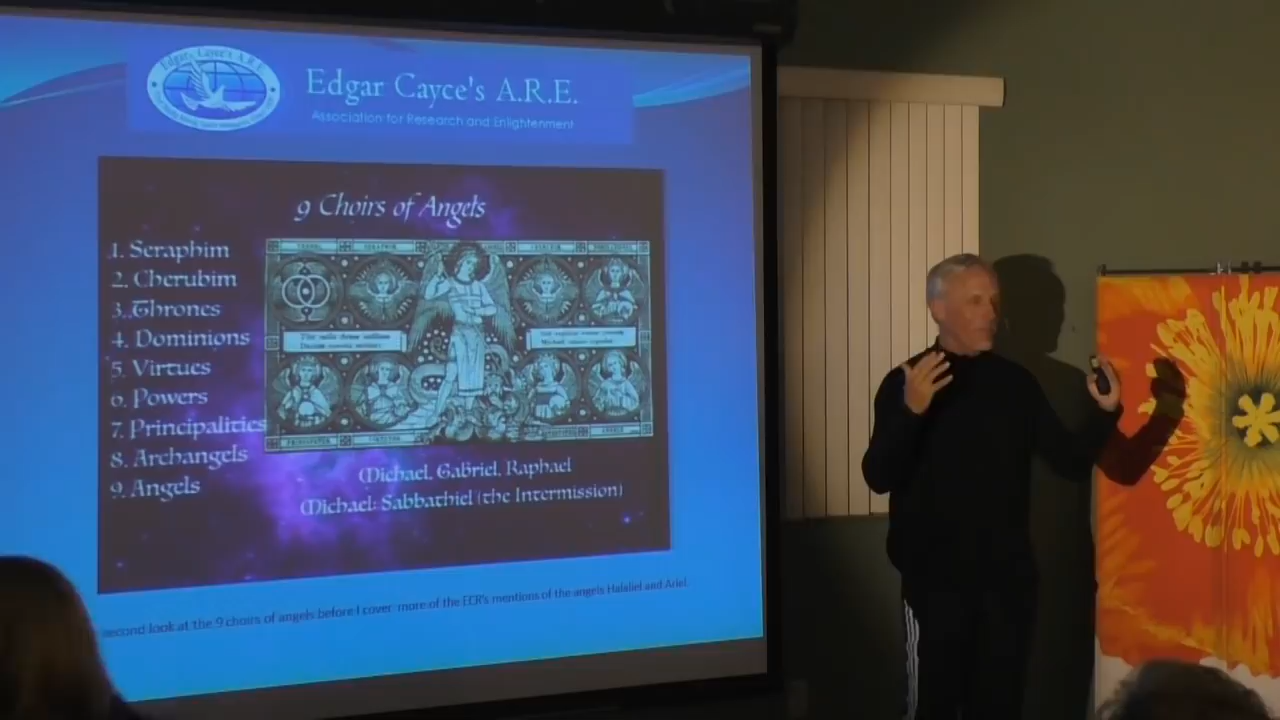 Edgar Cayce's A.R.E.
Edgar Cayce's A.R.E.
Association for Research and Enlightenment
9 Choirs of Angels
1. Seraphim
2. Cherubim
3. Thrones
4. Dominions
5. Virtues
6. Powers
7. Principalities
8. Archangels
9. Angels
Michael, Gabriel, Raphael
Michael: Sabbathiel (the Intermission)
second look at the 9 choirs of angels before I cover more of the ECR's mentions of the angels Halaliel and Ariel.